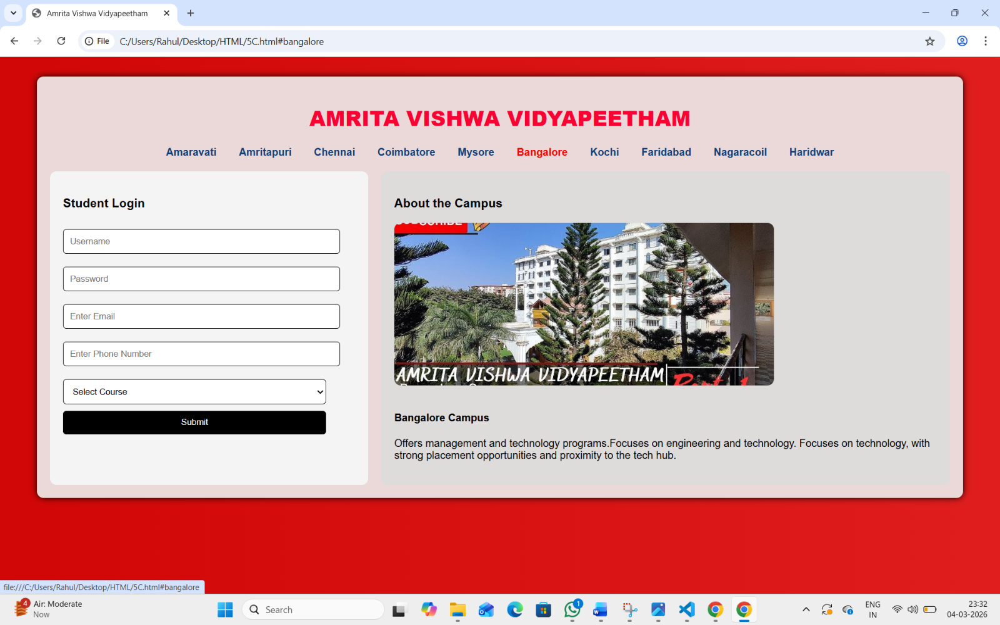 Amrita Vishwa Vidyapeetham
File C:/Users/Rahul/Desktop/HTML/5C.html#bangalore
AMRITA VISHWA VIDYAPEETHAM
Amaravati Amritapuri Chennai Coimbatore Mysore Bangalore Kochi Faridabad Nagaracoil Haridwar
Student Login
Username
Password
Enter Email
Enter Phone Number
Select Course
Submit
About the Campus
SUBSCRIBE
AMRITA VISHWA VIDYAPEETHAM
Part 1
Bangalore Campus
Offers management and technology programs.Focuses on engineering and technology. Focuses on technology, with
strong placement opportunities and proximity to the tech hub.
file:///C:/Users/Rahul/Desktop/HTML/5C.html#bangalore
4
Air: Moderate
Now
Search
1
ENG
IN
23:32
04-03-2026